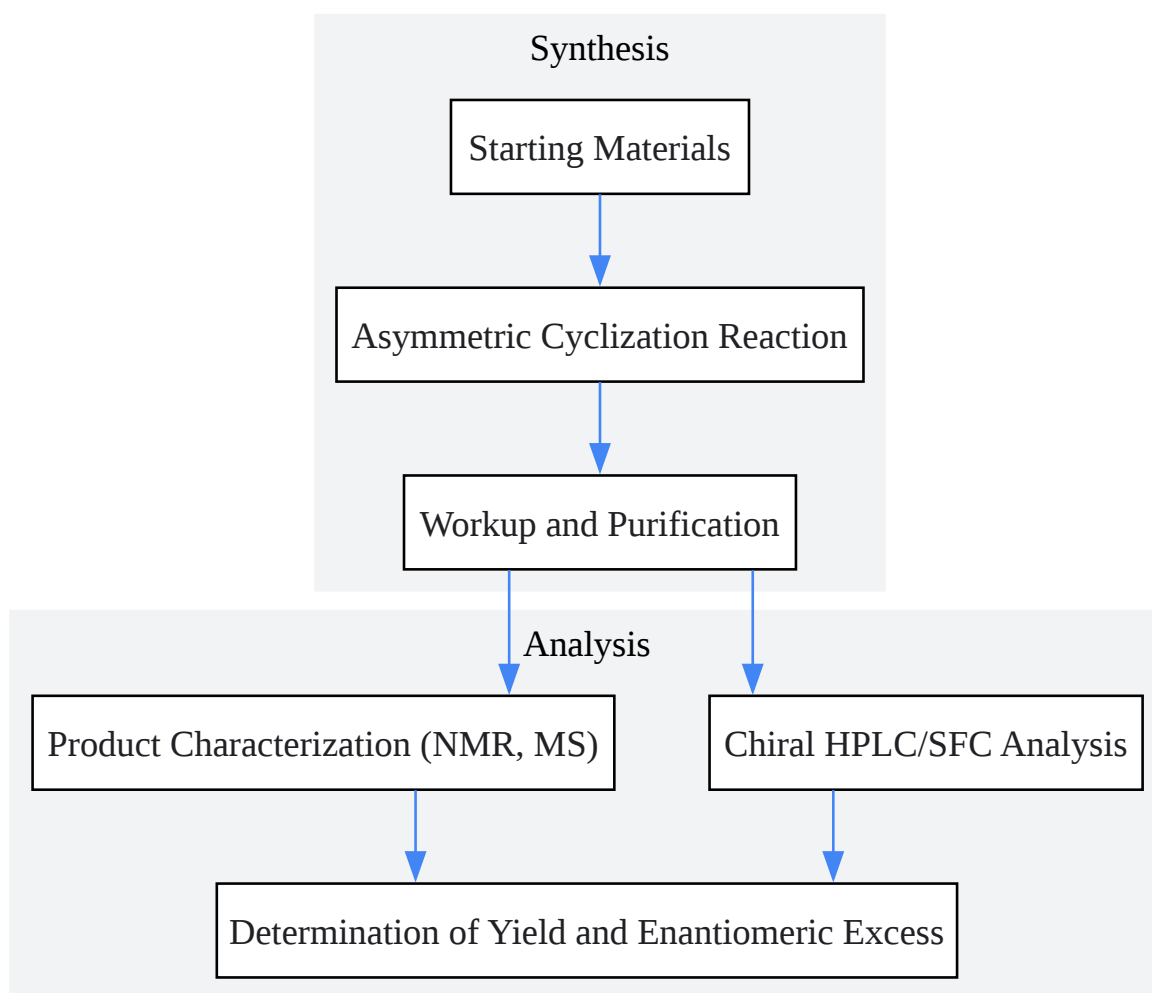 Synthesis
Starting Materials
Asymmetric Cyclization Reaction
Workup and Purification
Analysis
Product Characterization (NMR, MS)
Chiral HPLC/SFC Analysis
Determination of Yield and Enantiomeric Excess